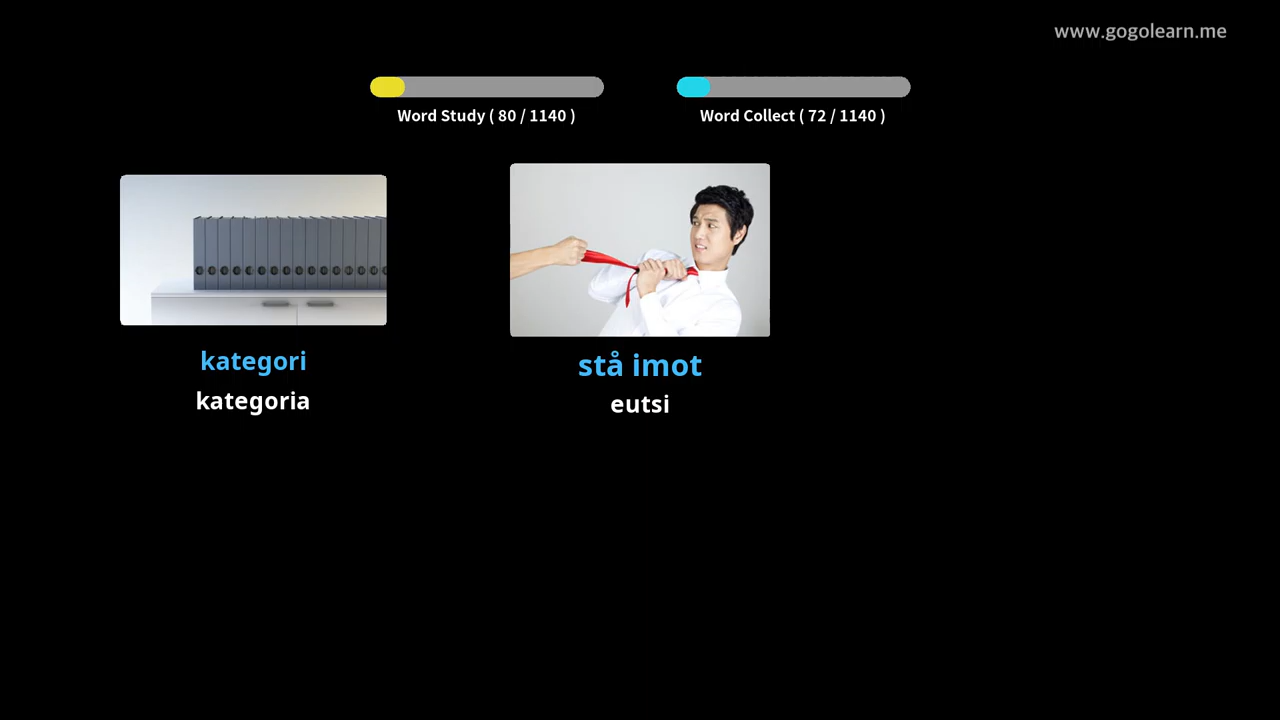 www.gogolearn.me
Word Study ( 80 / 1140 )
Word Collect ( 72 / 1140 )
kategori
kategoria
stå imot
eutsi